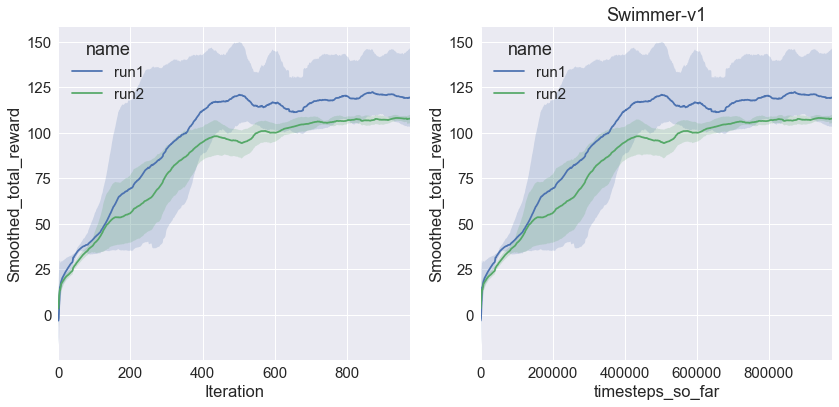 Swimmer-v1
Smoothed_total_reward
150
125
100
75
50
25
0
name
run1
run2
0 200 400 600 800
Iteration
Smoothed_total_reward
150
125
100
75
50
25
0
name
run1
run2
0 200000 400000 600000 800000
timesteps_so_far